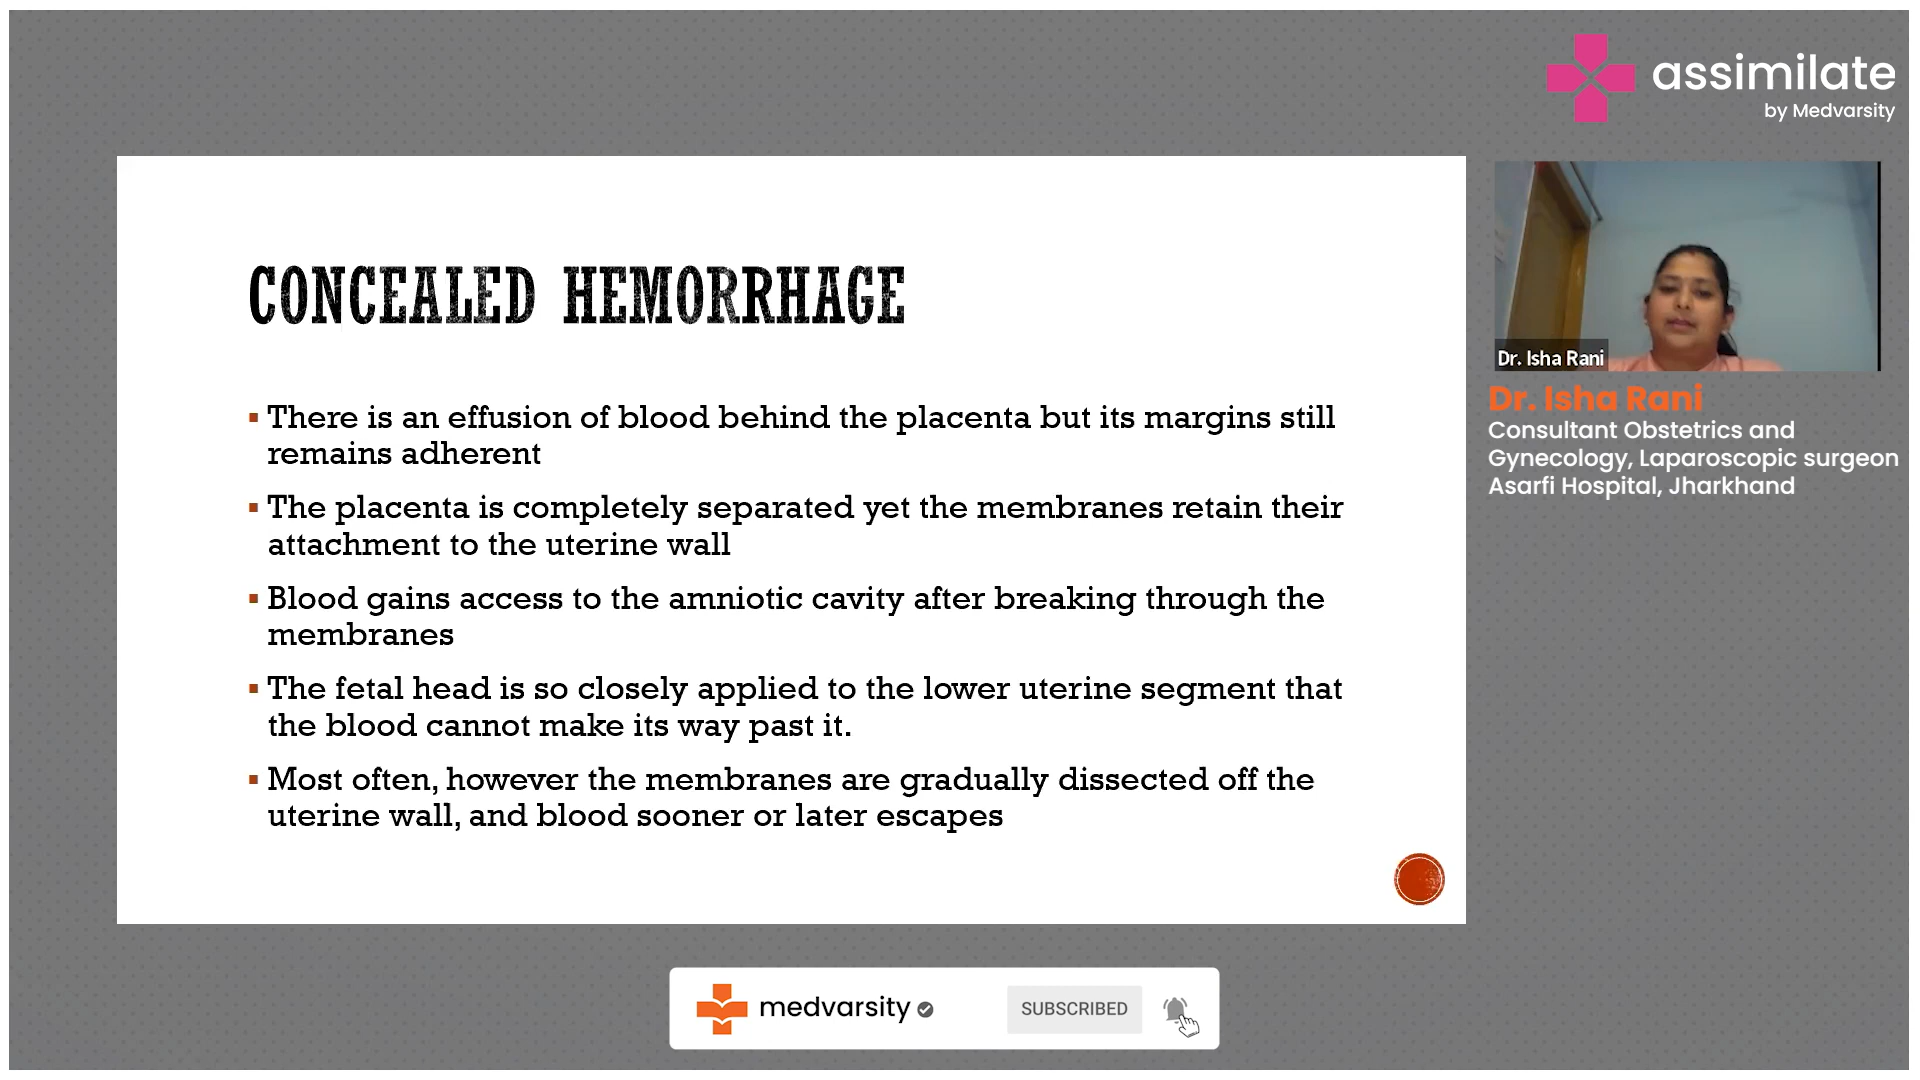 assimilate
by Medvarsity
CONCEALED HEMORRHAGE
There is an effusion of blood behind the placenta but its margins still
remains adherent
The placenta is completely separated yet the membranes retain their
attachment to the uterine wall
Blood gains access to the amniotic cavity after breaking through the
membranes
The fetal head is so closely applied to the lower uterine segment that
the blood cannot make its way past it.
Most often, however the membranes are gradually dissected off the
uterine wall, and blood sooner or later escapes
Dr. Isha Rani
Dr. Isha Rani
Consultant Obstetrics and
Gynecology, Laparoscopic surgeon
Asarfi Hospital, Jharkhand
medvarsity
SUBSCRIBED